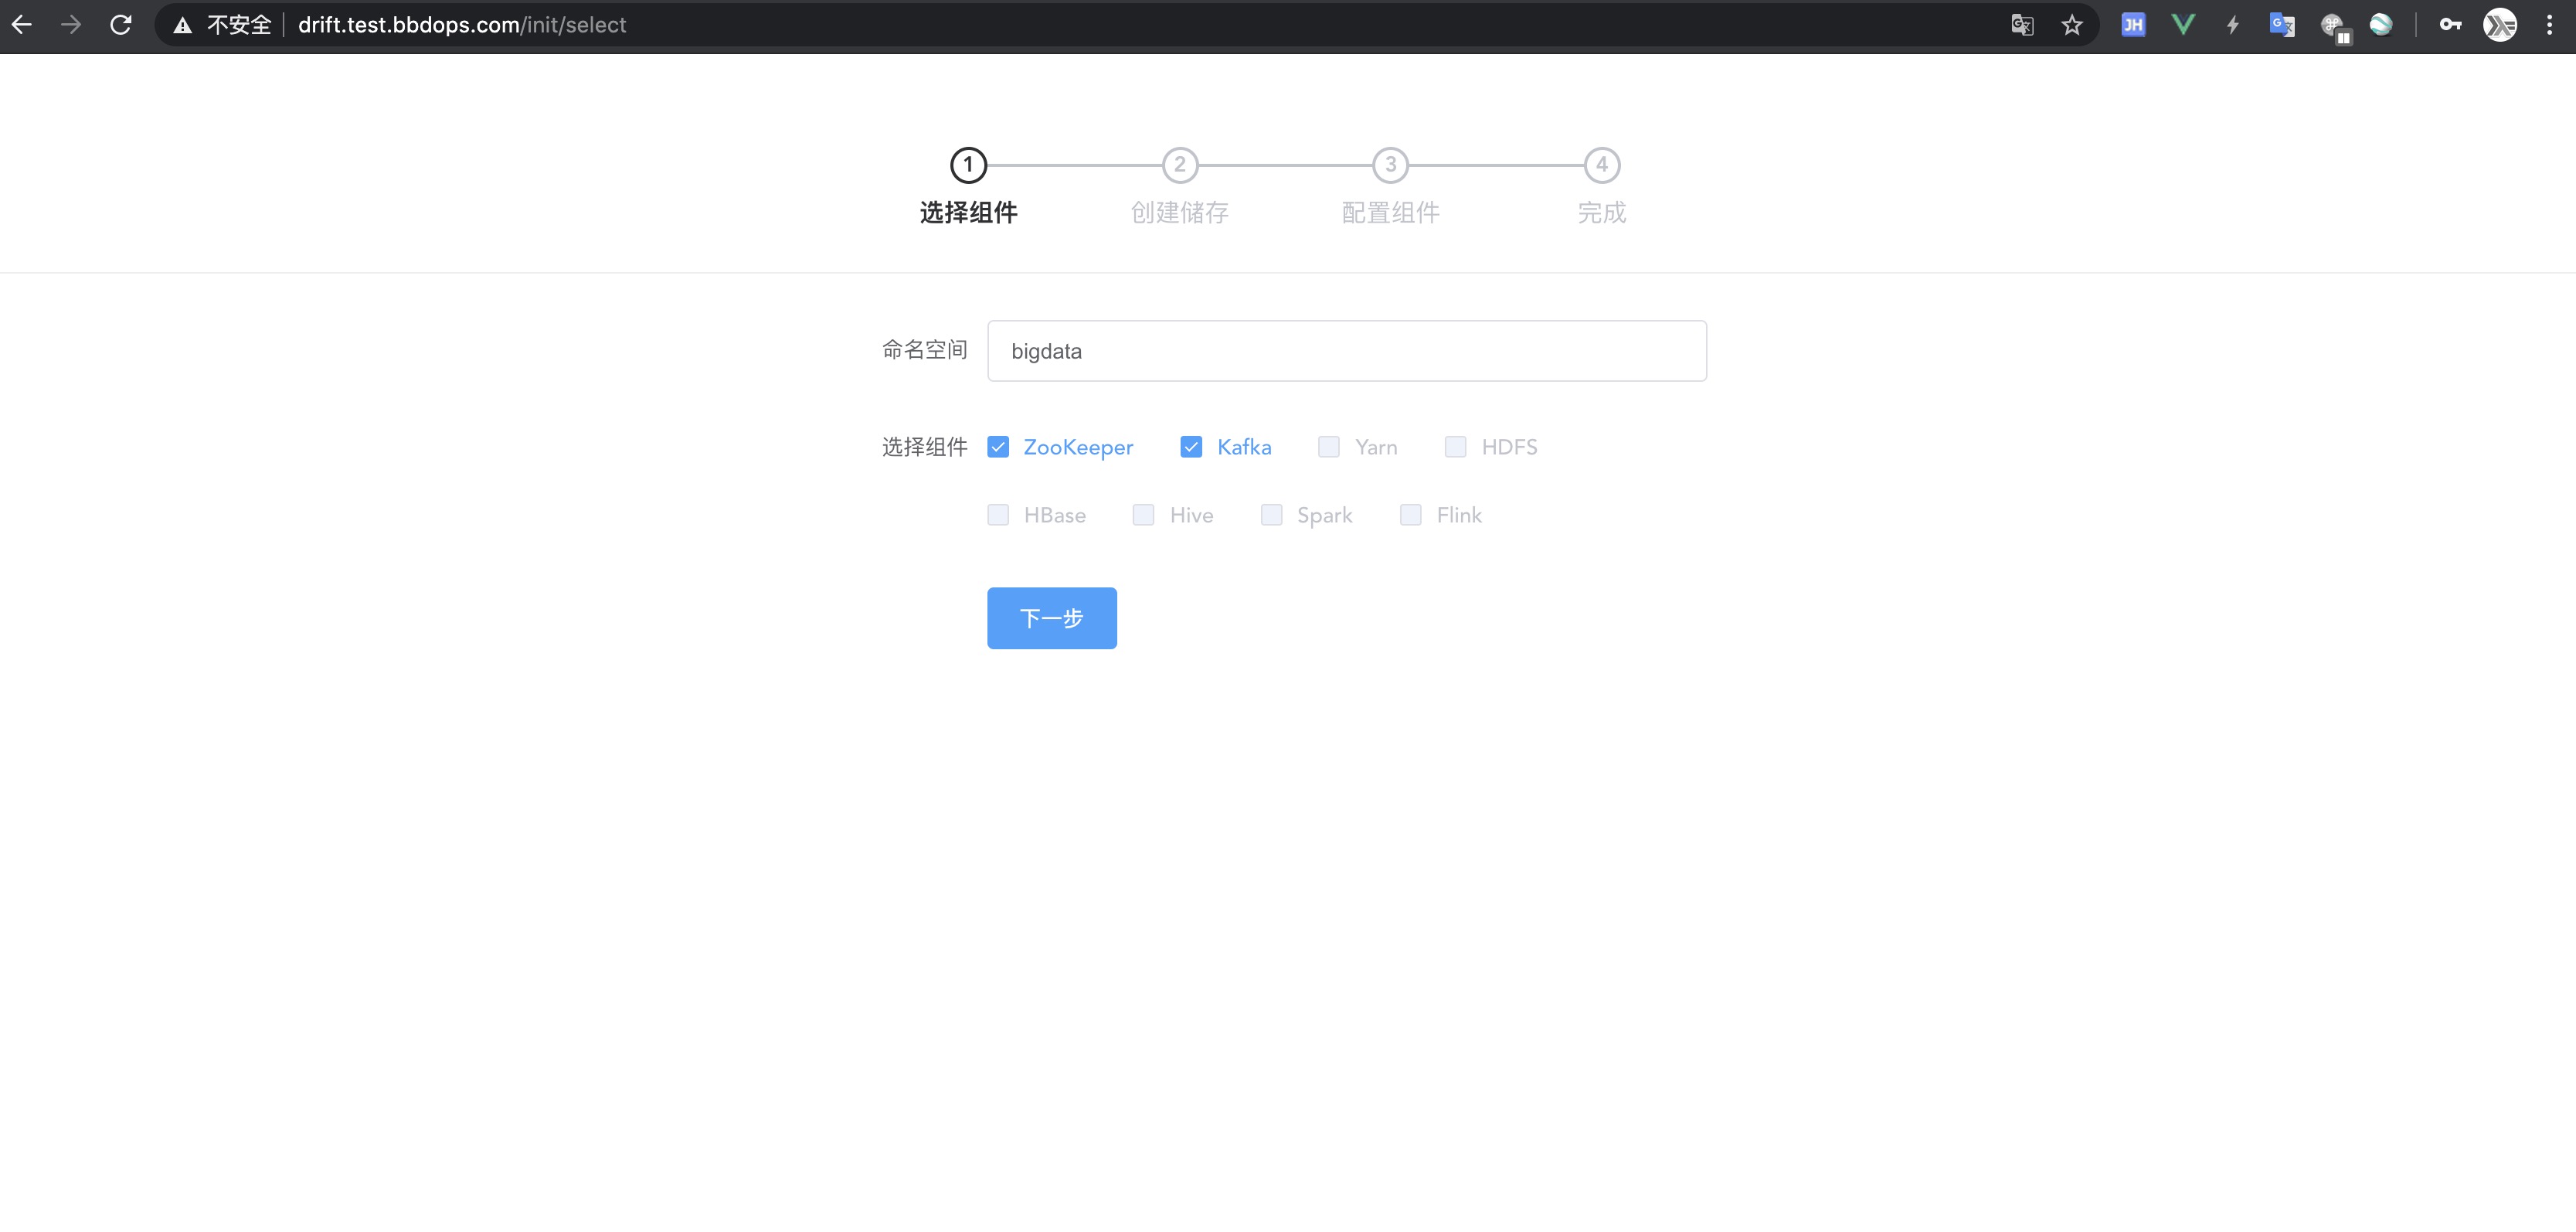 不安全 drift.test.bbdops.com/init/select
JH
1 2 3 4
选择组件 创建储存 配置组件 完成
命名空间 bigdata
选择组件 ZooKeeper Kafka Yarn HDFS
HBase Hive Spark Flink
下一步